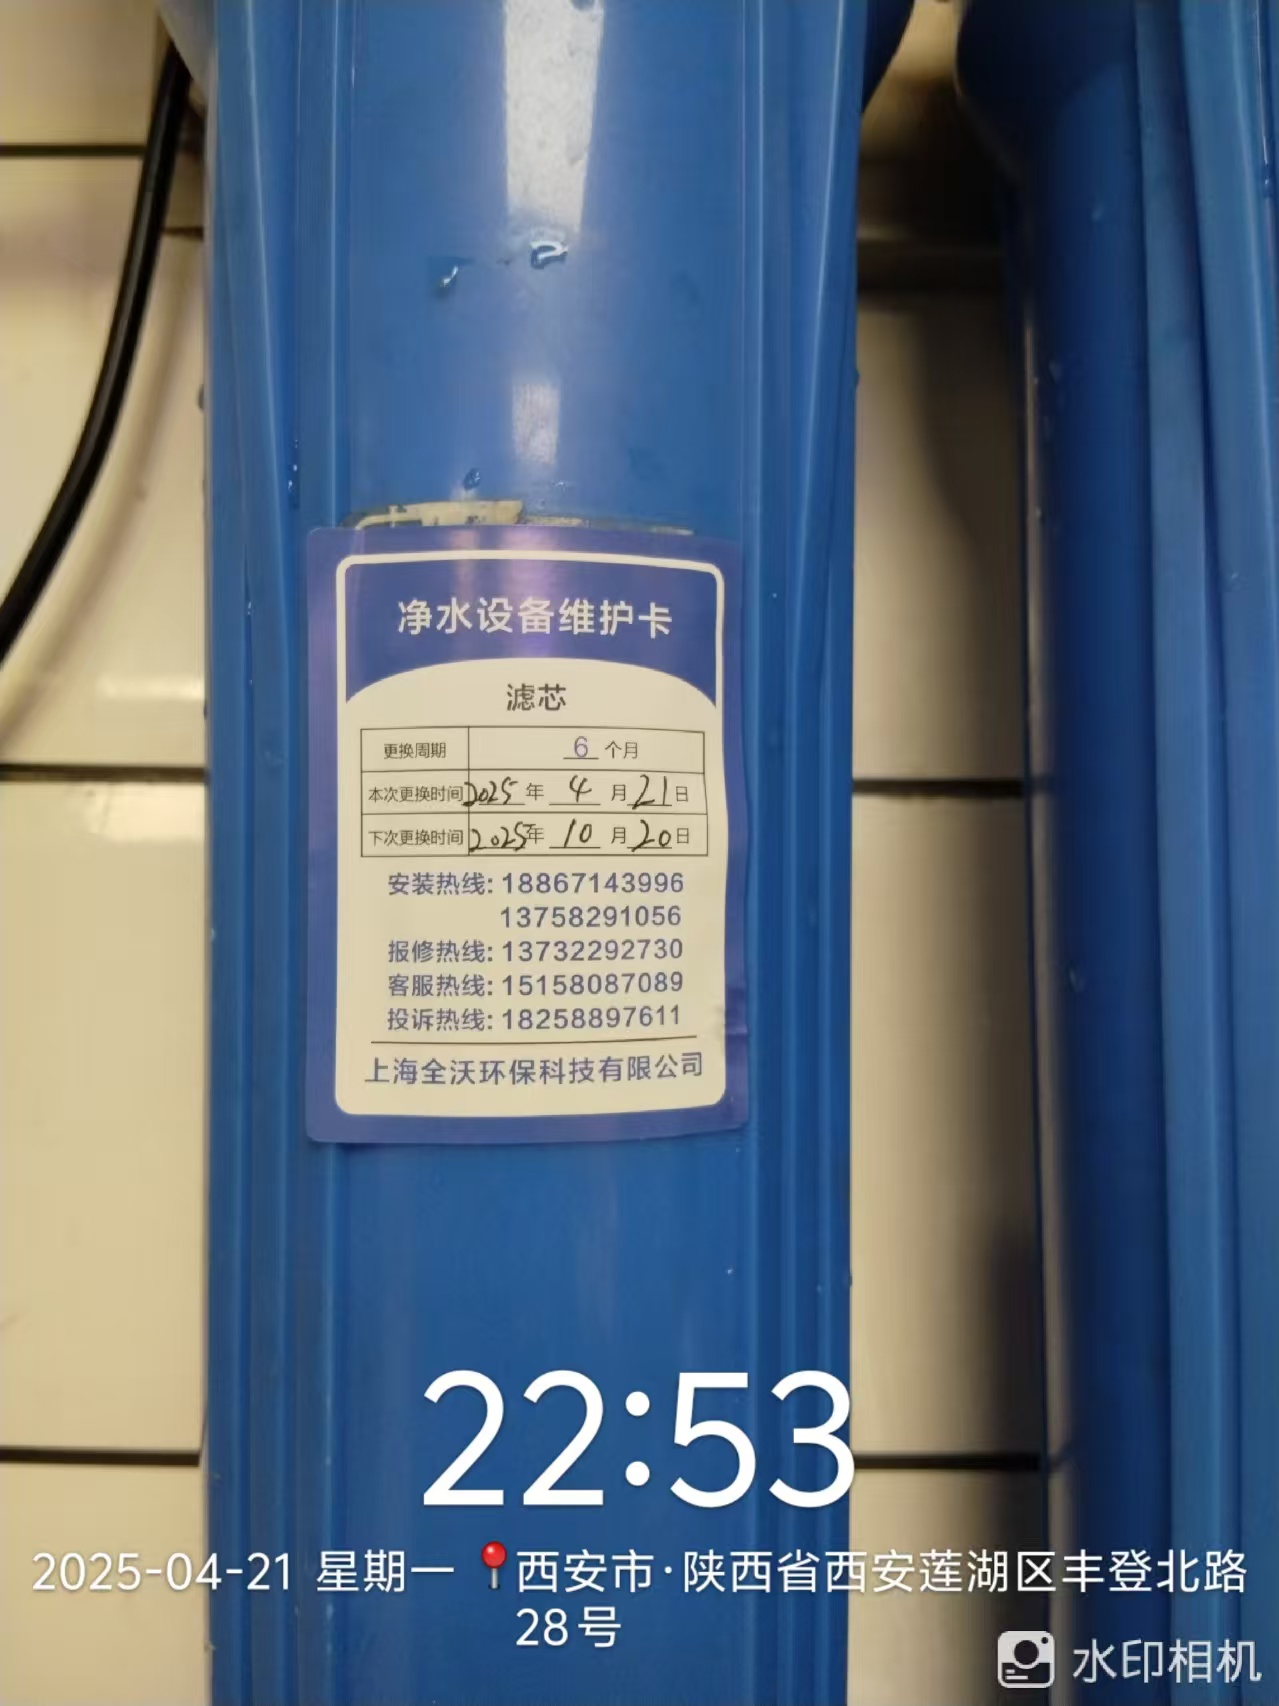 净水设备维护卡
滤芯
更换周期 6 个月
本次更换时间 2025 年 4 月 21 日
下次更换时间 2025 年 10 月 20 日
安装热线: 18867143996
13758291056
报修热线: 13732292730
客服热线: 15158087089
投诉热线: 18258897611
上海全沃环保科技有限公司
22:53
2025-04-21 星期一 西安市·陕西省西安莲湖区丰登北路
28号
水印相机